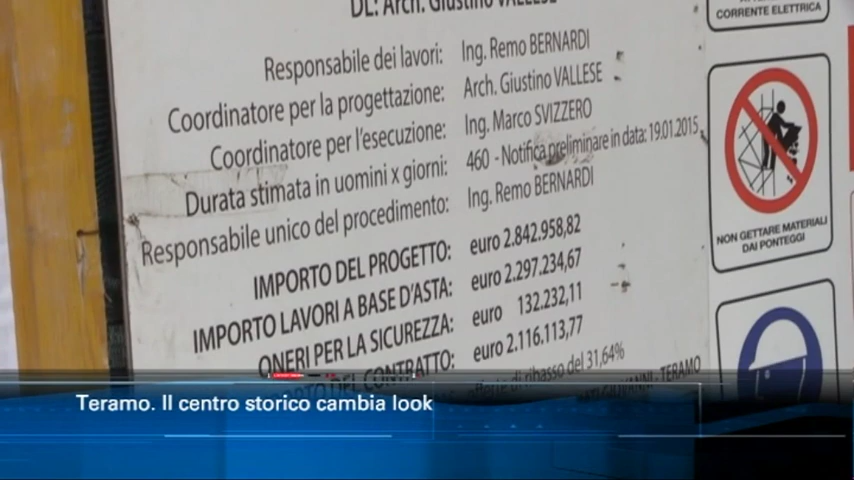 DL: Arch. Giustino VALLESE
Responsabile dei lavori: Ing. Remo BERNARDI
Coordinatore per la progettazione: Arch. Giustino VALLESE
Coordinatore per l'esecuzione: Ing. Marco SVIZZERO
Durata stimata in uomini x giorni: 460 - Notifica preliminare in data: 19.01.2015
Responsabile unico del procedimento: Ing. Remo BERNARDI
IMPORTO DEL PROGETTO: euro 2.842.958,82
IMPORTO LAVORI A BASE D'ASTA: euro 2.297.234,67
ONERI PER LA SICUREZZA: euro 132.232,11
DEL CONTRATTO: euro 2.116.113,77
ribasso del 31,64%
- TERAMO
CORRENTE ELETTRICA
NON GETTARE MATERIALI
DAI PONTEGGI
Teramo. Il centro storico cambia look